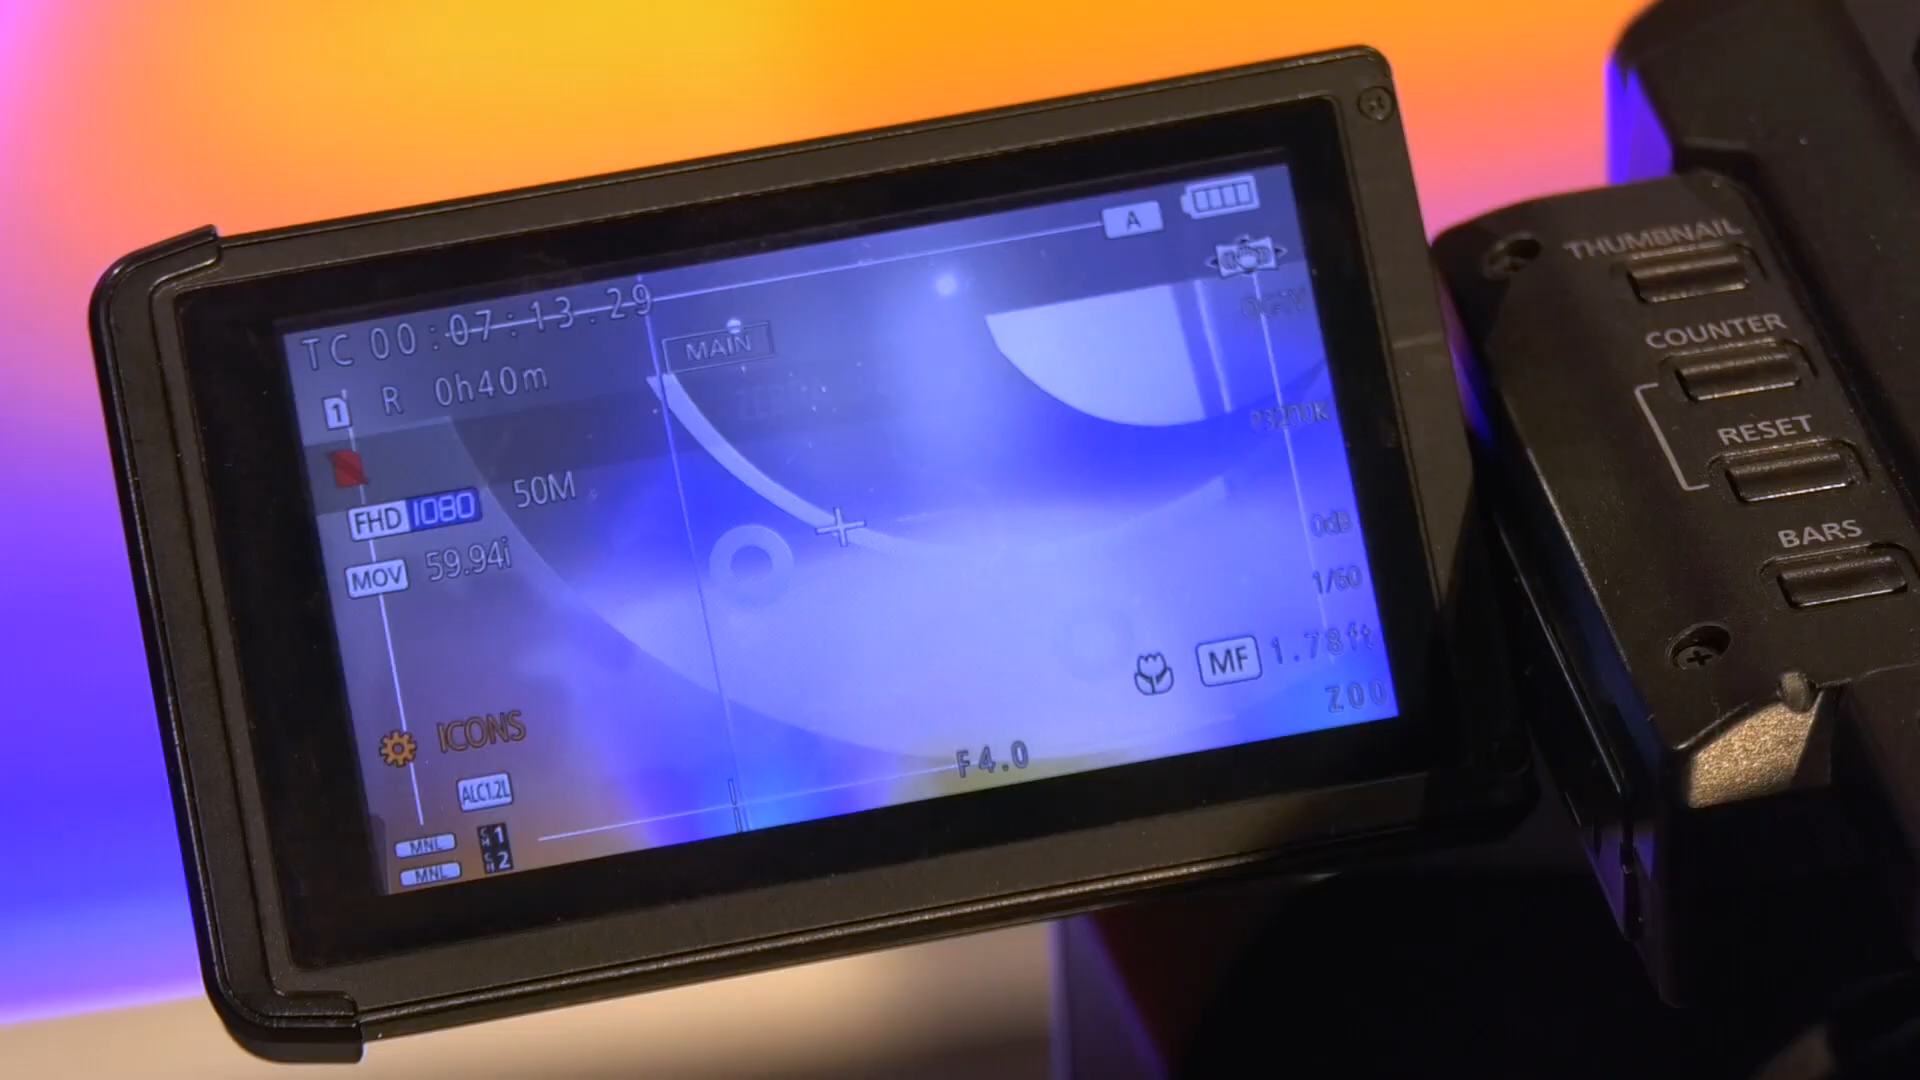 TC 00:07:13.29
A
1 R 0h40m
MAIN
FHD 1080 50M
MOV 59.94i
0dB
1/60
MF 1.78ft
Z00
ICONS
F4.0
ALC1.2L
MNL
MNL
CH1
CH2
THUMBNAIL
COUNTER
RESET
BARS